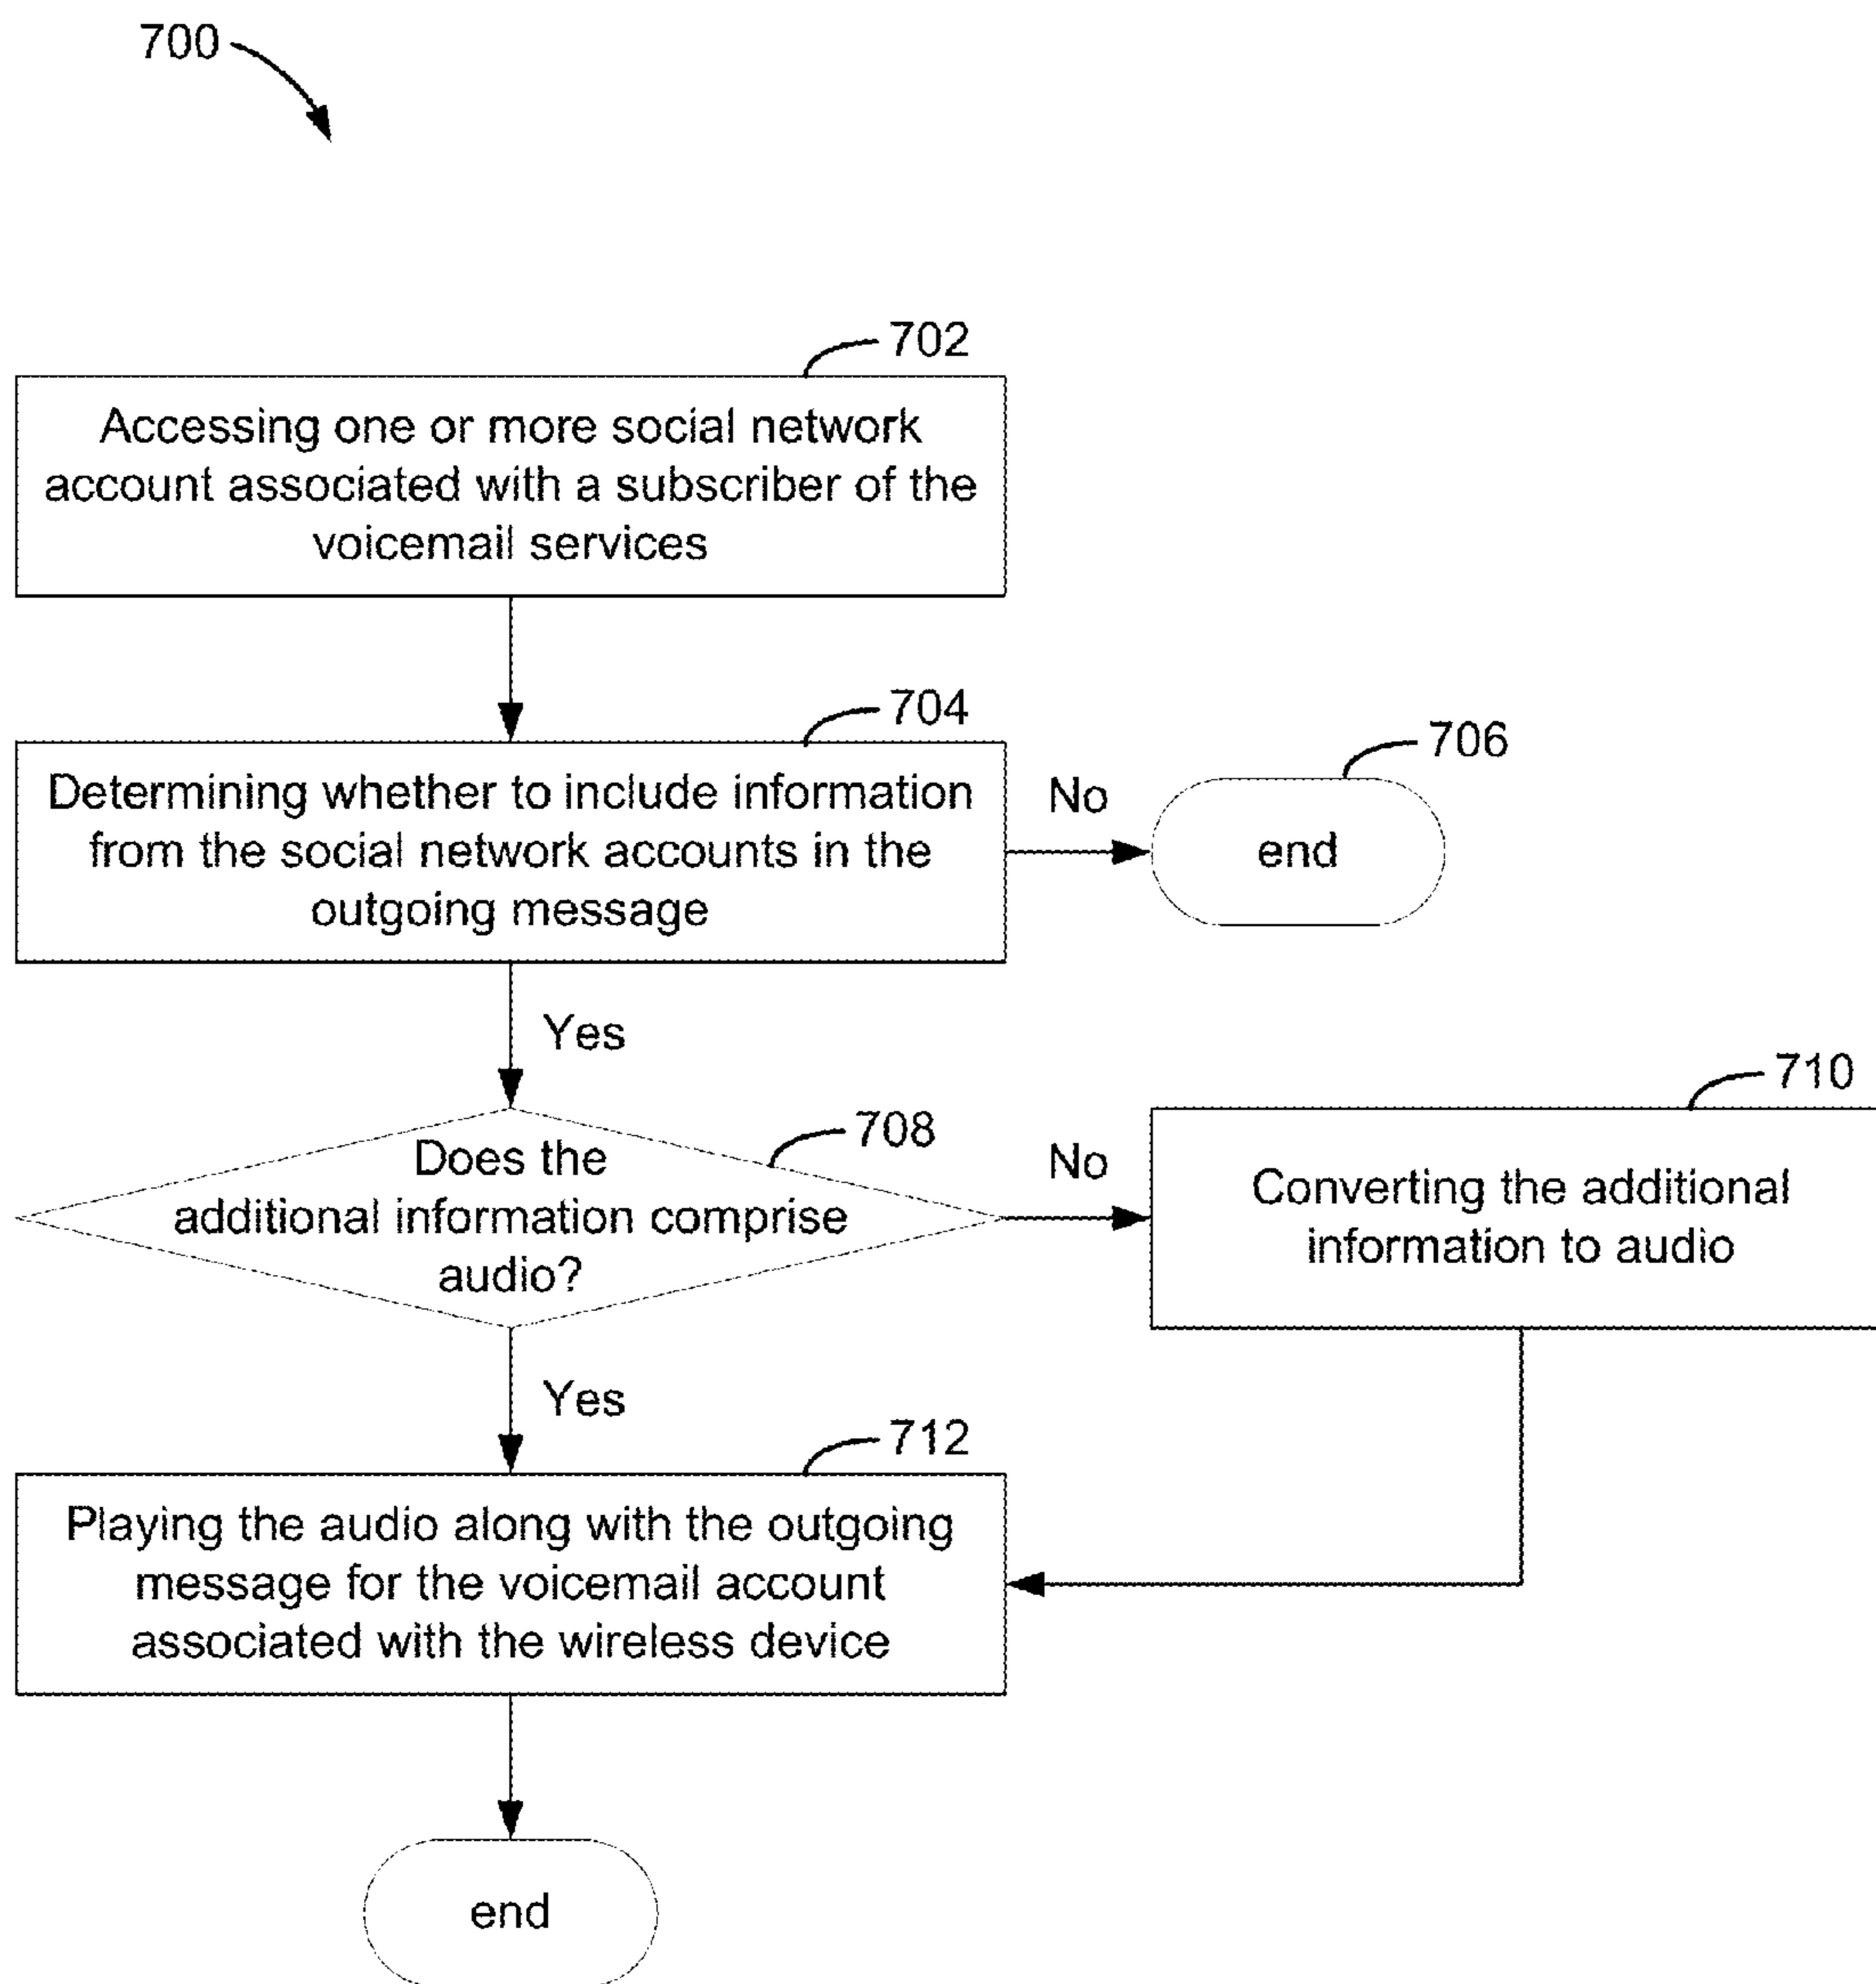 700
702
Accessing one or more social network
account associated with a subscriber of the
voicemail services
704
Determining whether to include information
from the social network accounts in the
outgoing message
No
706
end
Yes
708
Does the
additional information comprise
audio?
No
710
Converting the additional
information to audio
Yes
712
Playing the audio along with the outgoing
message for the voicemail account
associated with the wireless device
end